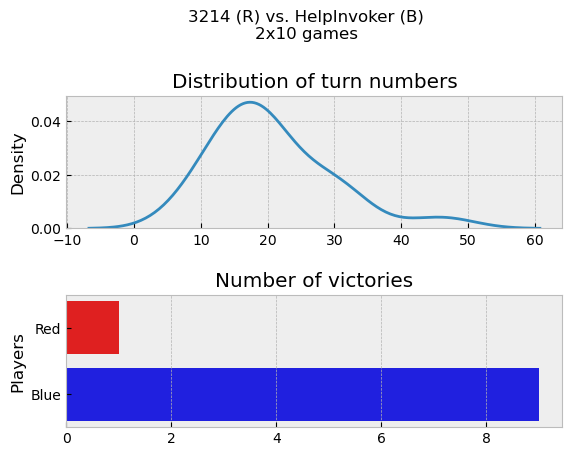 3214 (R) vs. HelpInvoker (B)
2x10 games
Distribution of turn numbers
Density
0.04
0.02
0.00
−10 0 10 20 30 40 50 60
Number of victories
Players
Red
Blue
0 2 4 6 8